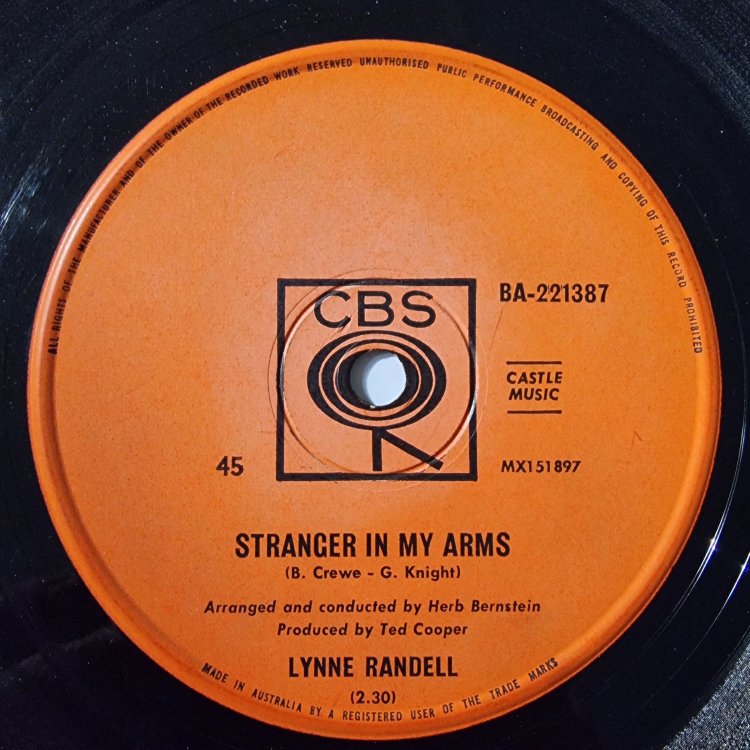 ALL RIGHTS OF THE MANUFACTURER AND OF THE OWNER OF THE RECORDED WORK RESERVED UNAUTHORISED PUBLIC PERFORMANCE BROADCASTING AND COPYING OF THIS RECORD PROHIBITED
CBS
BA-221387
CASTLE
MUSIC
45
MX151897
STRANGER IN MY ARMS
(B. Crewe - G. Knight)
Arranged and conducted by Herb Bernstein
Produced by Ted Cooper
LYNNE RANDELL
(2.30)
MADE IN AUSTRALIA BY A REGISTERED USER OF THE TRADE MARKS